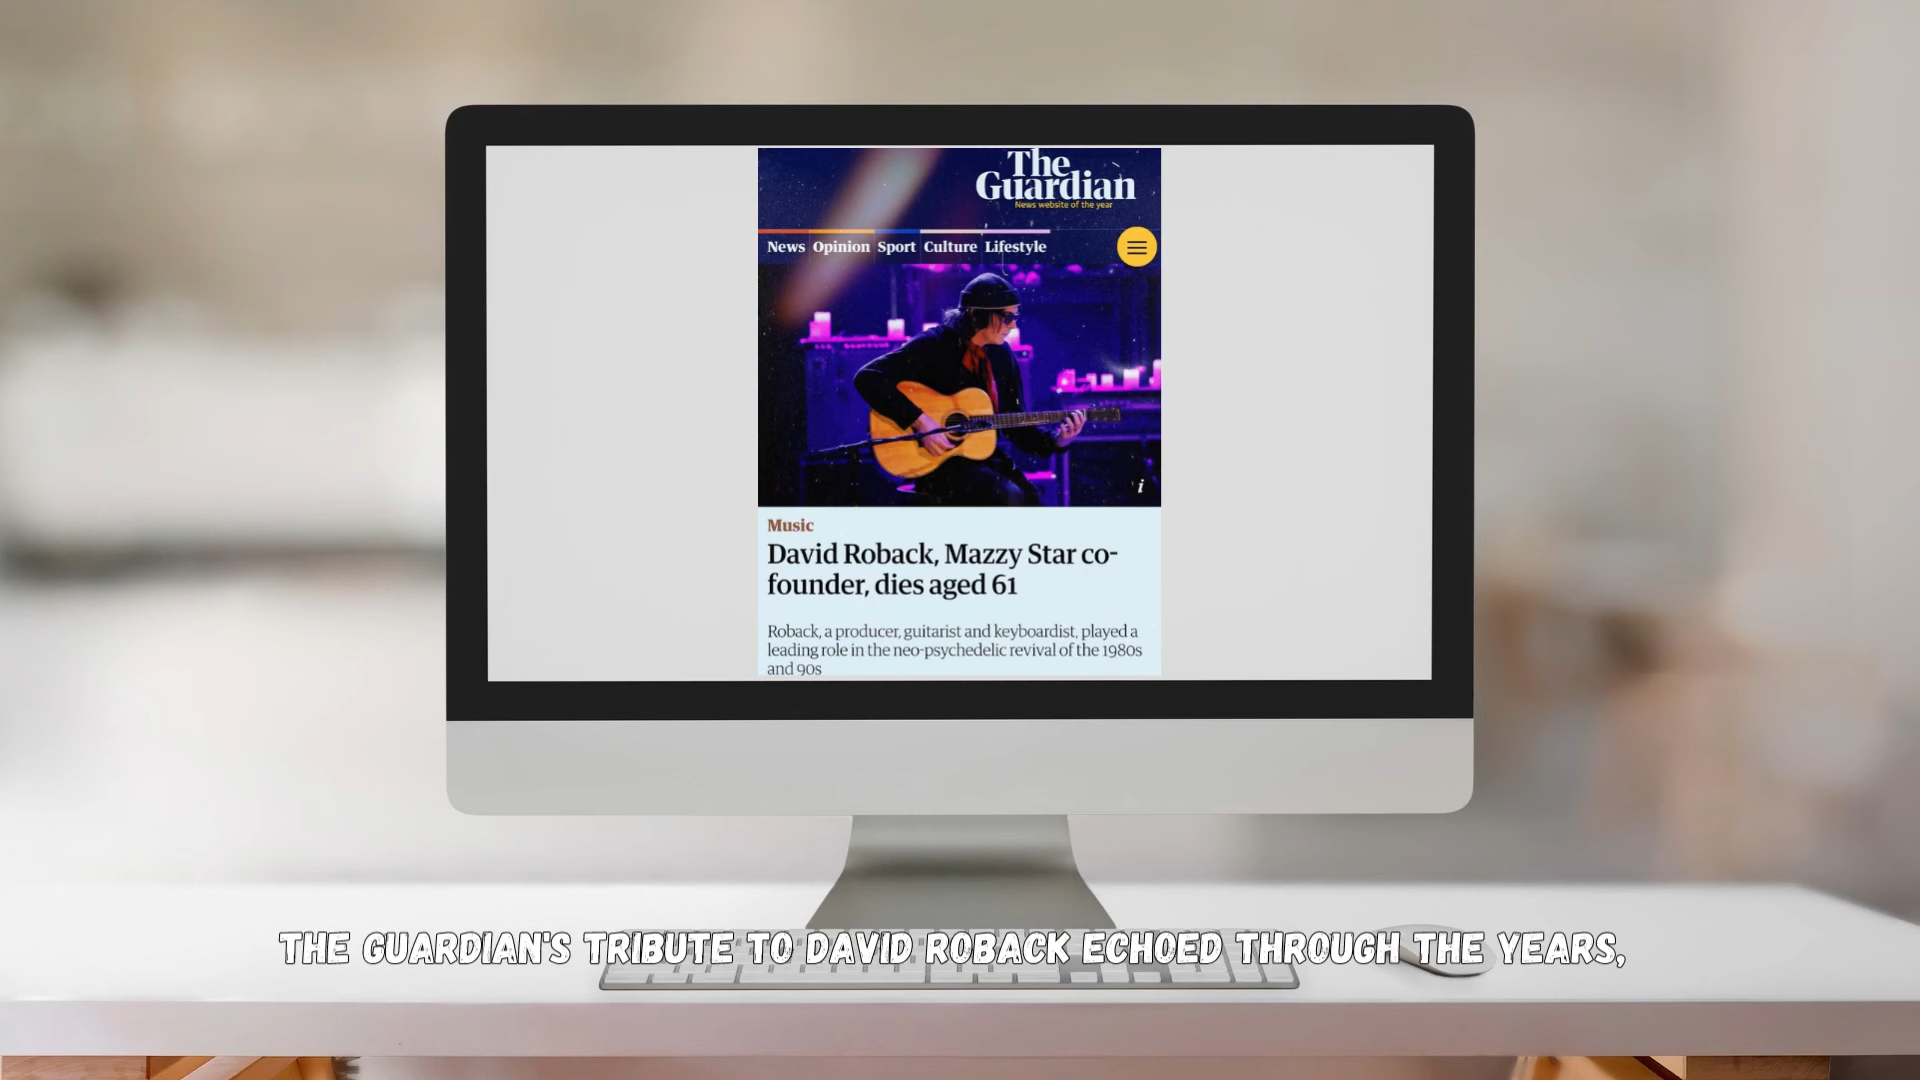 The
Guardian
News website of the year
News Opinion Sport Culture Lifestyle
i
Music
David Roback, Mazzy Star co-
founder, dies aged 61
Roback, a producer, guitarist and keyboardist, played a
leading role in the neo-psychedelic revival of the 1980s
and 90s
THE GUARDIAN'S TRIBUTE TO DAVID ROBACK ECHOED THROUGH THE YEARS,